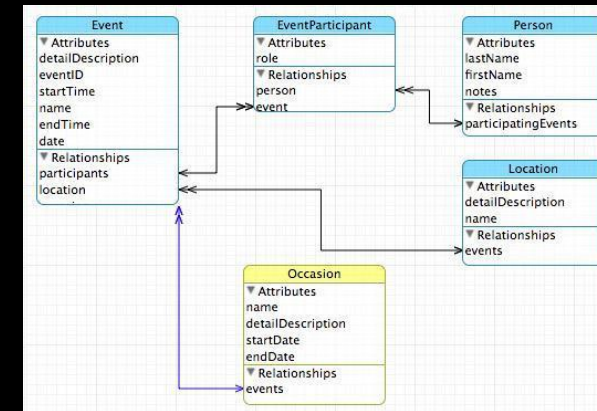 Event
Attributes
detailDescription
eventID
startTime
name
endTime
date
Relationships
participants
location
EventParticipant
Attributes
role
Relationships
person
event
Person
Attributes
lastName
firstName
notes
Relationships
participatingEvents
Location
Attributes
detailDescription
name
Relationships
events
Occasion
Attributes
name
detailDescription
startDate
endDate
Relationships
events